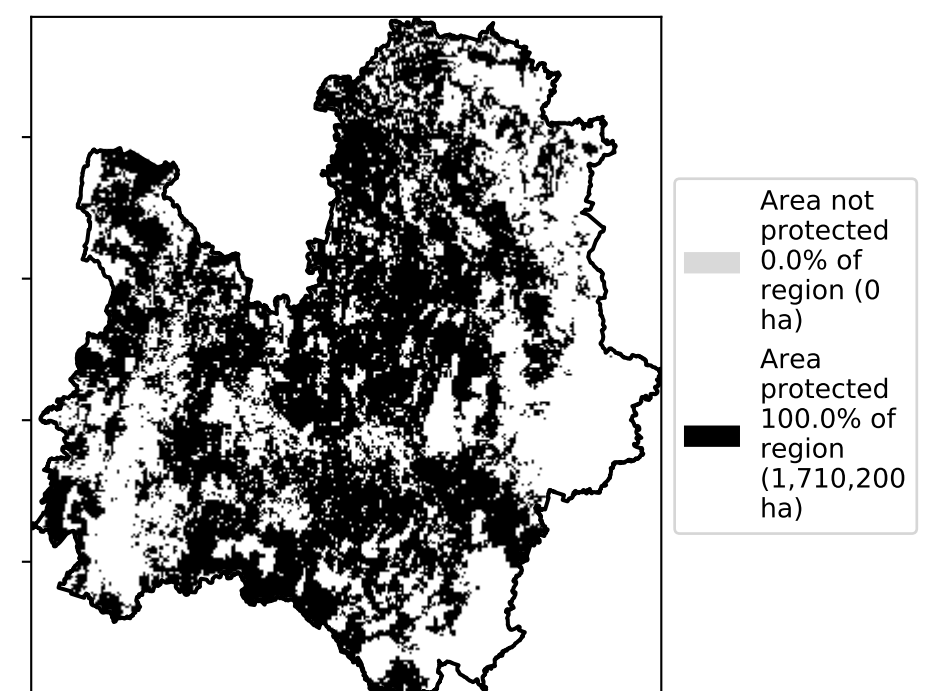 Area not
protected
0.0% of
region (0
ha)
Area
protected
100.0% of
region
(1,710,200
ha)